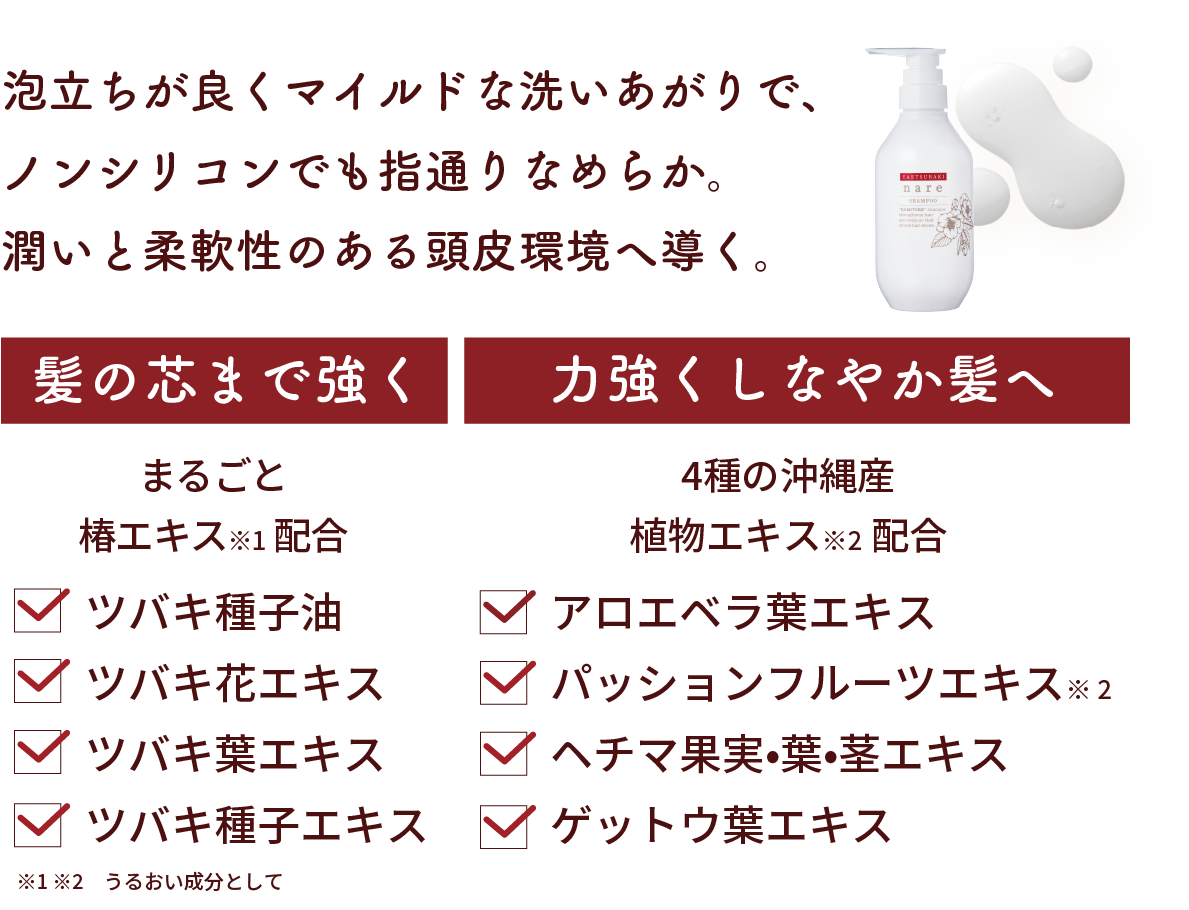 泡立ちが良くマイルドな洗いあがりで、
ノンシリコンでも指通りなめらか。
潤いと柔軟性のある頭皮環境へ導く。
YAETSUBAKI
nare
SHAMPOO
髪の芯まで強く
力強くしなやか髪へ
まるごと
椿エキス※1 配合
ツバキ種子油
ツバキ花エキス
ツバキ葉エキス
ツバキ種子エキス
4種の沖縄産
植物エキス※2 配合
アロエベラ葉エキス
パッションフルーツエキス※ 2
ヘチマ果実・葉・茎エキス
ゲットウ葉エキス
※1 ※2 うるおい成分として